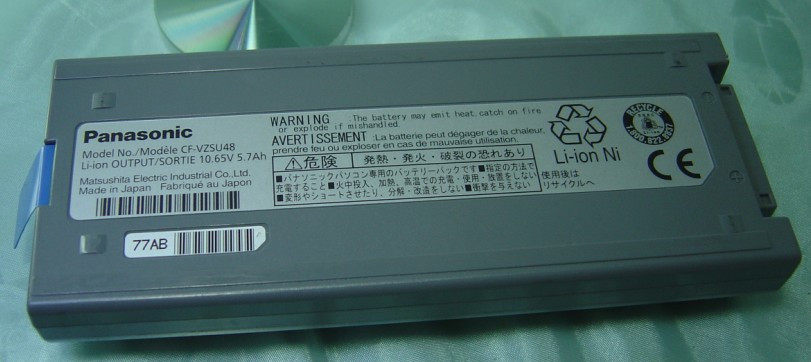 Panasonic
Model No./Modèle CF-VZSU48
Li-ion OUTPUT/SORTIE 10.65V 5.7Ah
Matsushita Electric Industrial Co.Ltd.
Made in Japan Fabriqué au Japon
WARNING The battery may emit heat,catch on fire
or explode if mishandled.
AVERTISSEMENT :La batterie peut dégager de la chaleur,
prendre feu ou exploser en cas de mauvaise utilisation.
⚠危険 発熱・発火・破裂の恐れあり
■パナソニックパソコン専用のバッテリーパックです■指定の方法で
充電すること■火中投入、加熱、高温での充電・使用・放置をしない
■変形やショートさせたり、分解・改造をしない■衝撃を与えない
使用後は
リサイクルへ
Li-ion Ni
RECYCLE
1.800.822.8837
CE
77AB